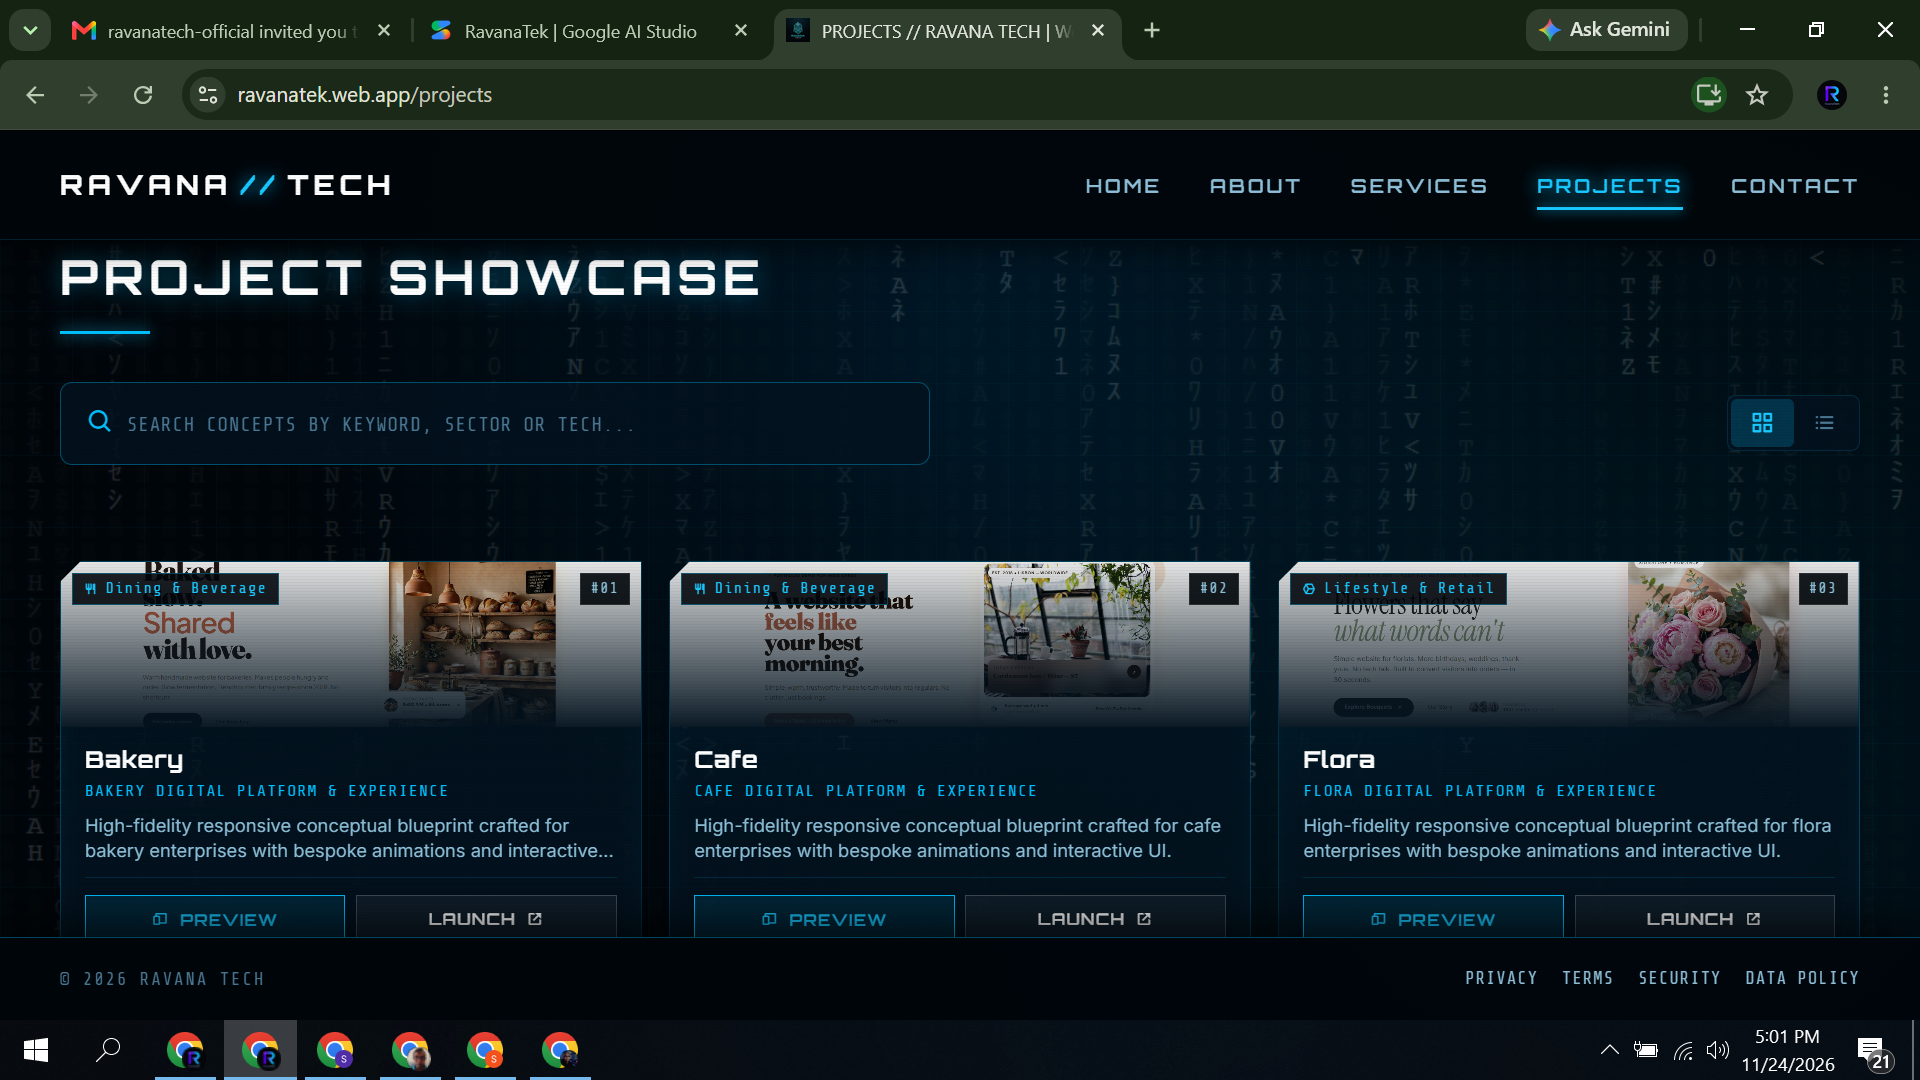 ravanatech-official invited you t
RavanaTek | Google AI Studio
PROJECTS // RAVANA TECH | W
Ask Gemini
ravanatek.web.app/projects
RAVANA // TECH
HOME
ABOUT
SERVICES
PROJECTS
CONTACT
PROJECT SHOWCASE
SEARCH CONCEPTS BY KEYWORD, SECTOR OR TECH...
Dining & Beverage
#01
Baked
Shared
with love.
Dining & Beverage
#02
A website that
feels like
your best
morning.
Lifestyle & Retail
#03
Flowers that say
what words can't
Bakery
BAKERY DIGITAL PLATFORM & EXPERIENCE
High-fidelity responsive conceptual blueprint crafted for
bakery enterprises with bespoke animations and interactive...
PREVIEW
LAUNCH
Cafe
CAFE DIGITAL PLATFORM & EXPERIENCE
High-fidelity responsive conceptual blueprint crafted for cafe
enterprises with bespoke animations and interactive UI.
PREVIEW
LAUNCH
Flora
FLORA DIGITAL PLATFORM & EXPERIENCE
High-fidelity responsive conceptual blueprint crafted for flora
enterprises with bespoke animations and interactive UI.
PREVIEW
LAUNCH
© 2026 RAVANA TECH
PRIVACY
TERMS
SECURITY
DATA POLICY
5:01 PM
11/24/2026
21